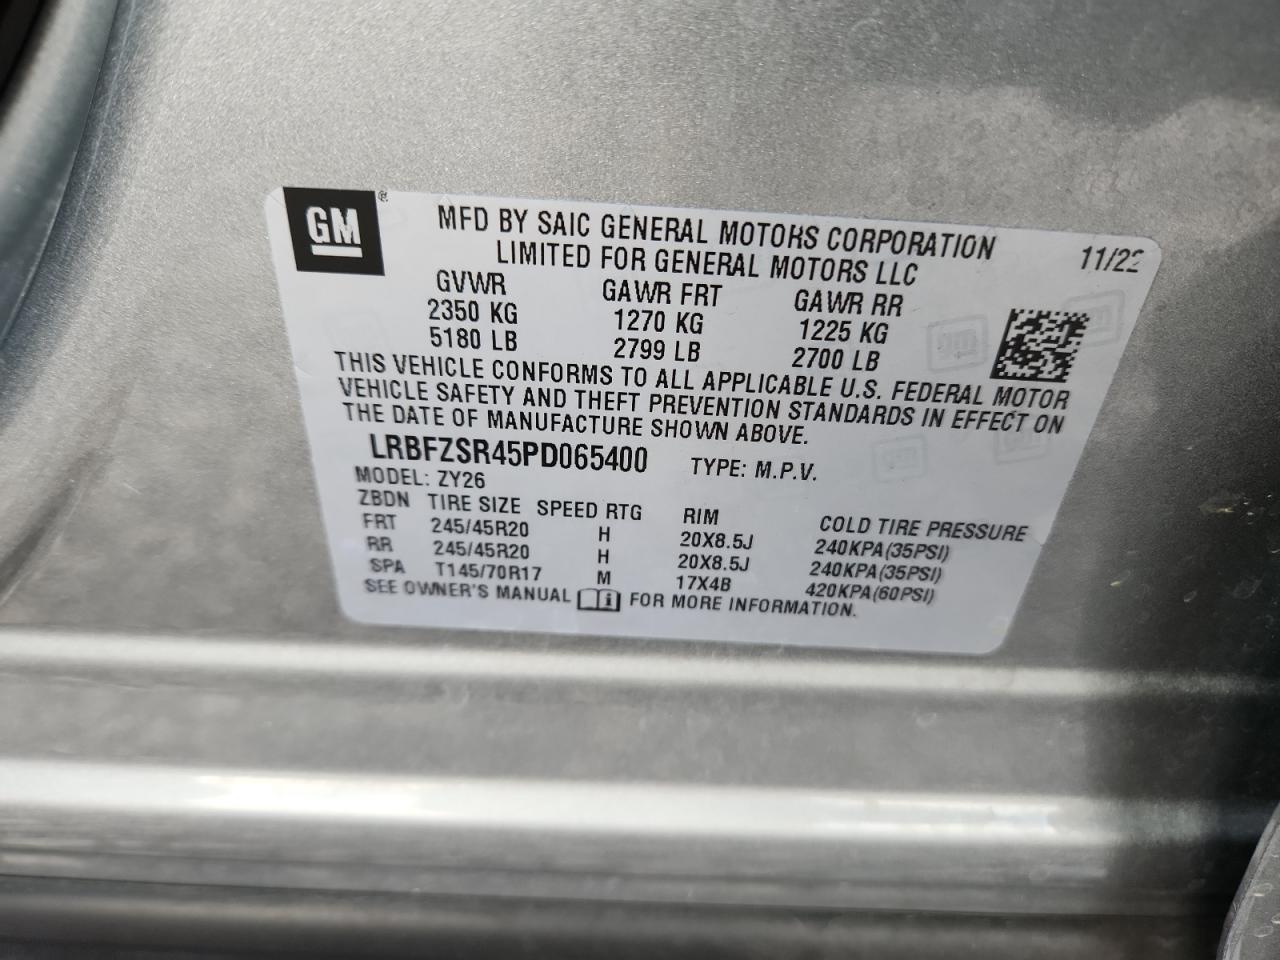 GM ®
MFD BY SAIC GENERAL MOTORS CORPORATION
LIMITED FOR GENERAL MOTORS LLC
11/22
GVWR GAWR FRT GAWR RR
2350 KG 1270 KG 1225 KG
5180 LB 2799 LB 2700 LB
THIS VEHICLE CONFORMS TO ALL APPLICABLE U.S. FEDERAL MOTOR
VEHICLE SAFETY AND THEFT PREVENTION STANDARDS IN EFFECT ON
THE DATE OF MANUFACTURE SHOWN ABOVE.
LRBFZSR45PD065400 TYPE: M.P.V.
MODEL: ZY26
ZBDN TIRE SIZE SPEED RTG RIM COLD TIRE PRESSURE
FRT 245/45R20 H 20X8.5J 240KPA(35PSI)
RR 245/45R20 H 20X8.5J 240KPA(35PSI)
SPA T145/70R17 M 17X4B 420KPA(60PSI)
SEE OWNER'S MANUAL i FOR MORE INFORMATION.